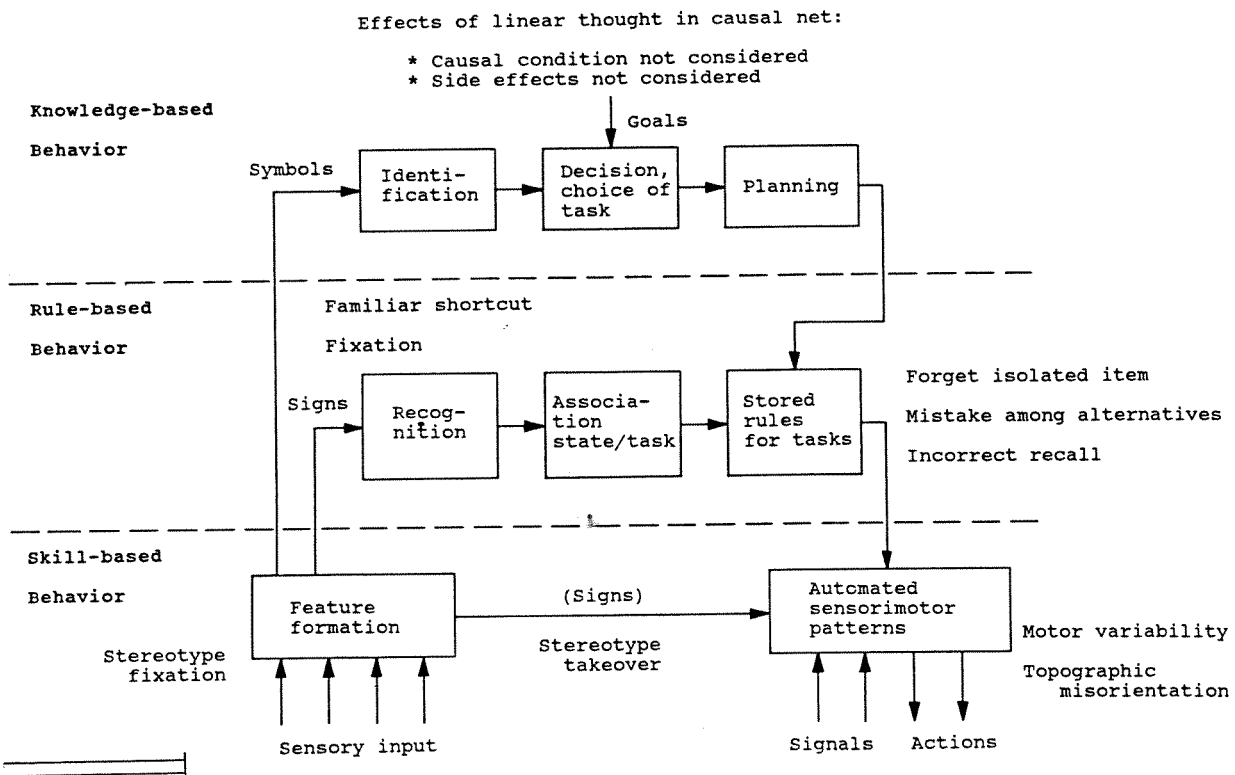 Effects of linear thought in causal net:
* Causal condition not considered
* Side effects not considered
Knowledge-based
Behavior
Goals
Symbols
Identi-
fication
Decision,
choice of
task
Planning
Rule-based
Behavior
Familiar shortcut
Fixation
Signs
Recog-
nition
Associa-
tion
state/task
Stored
rules
for tasks
Forget isolated item
Mistake among alternatives
Incorrect recall
Skill-based
Behavior
Feature
formation
(Signs)
Stereotype
takeover
Automated
sensorimotor
patterns
Stereotype
fixation
Motor variability
Topographic
misorientation
Sensory input
Signals
Actions